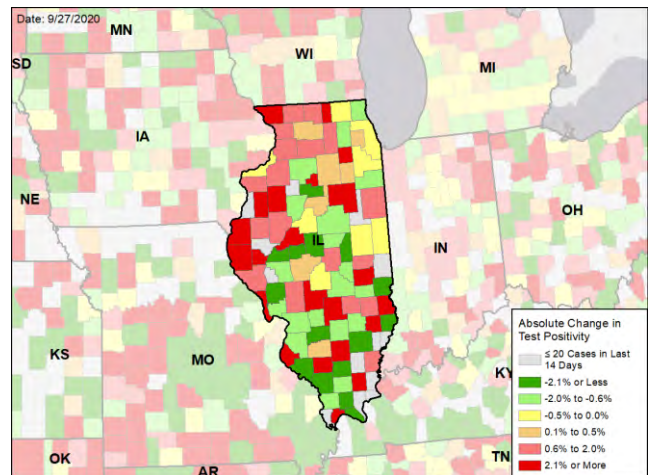 Date: 9/27/2020
MN
SD
WI
MI
IA
NE
OH
IL
IN
KS
MO
KY
OK
AR
TN
Absolute Change in
Test Positivity
≤ 20 Cases in Last
14 Days
-2.1% or Less
-2.0% to -0.6%
-0.5% to 0.0%
0.1% to 0.5%
0.6% to 2.0%
2.1% or More